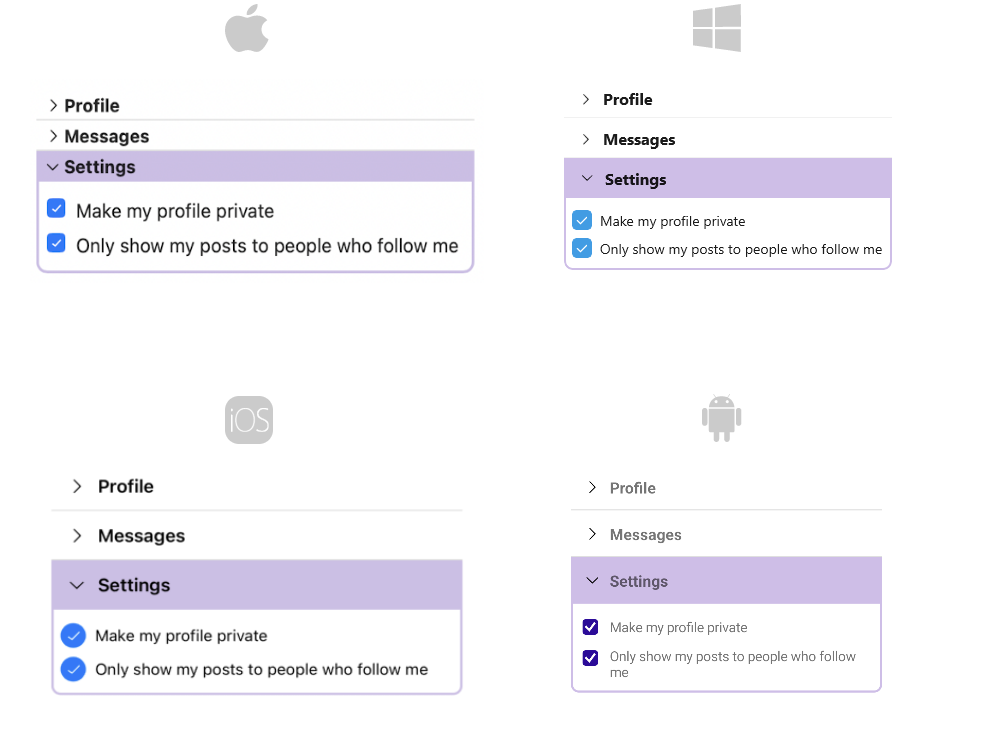 Profile
Messages
Settings
Make my profile private
Only show my posts to people who follow me
Profile
Messages
Settings
Make my profile private
Only show my posts to people who follow me
iOS
Profile
Messages
Settings
Make my profile private
Only show my posts to people who follow me
Profile
Messages
Settings
Make my profile private
Only show my posts to people who follow
me